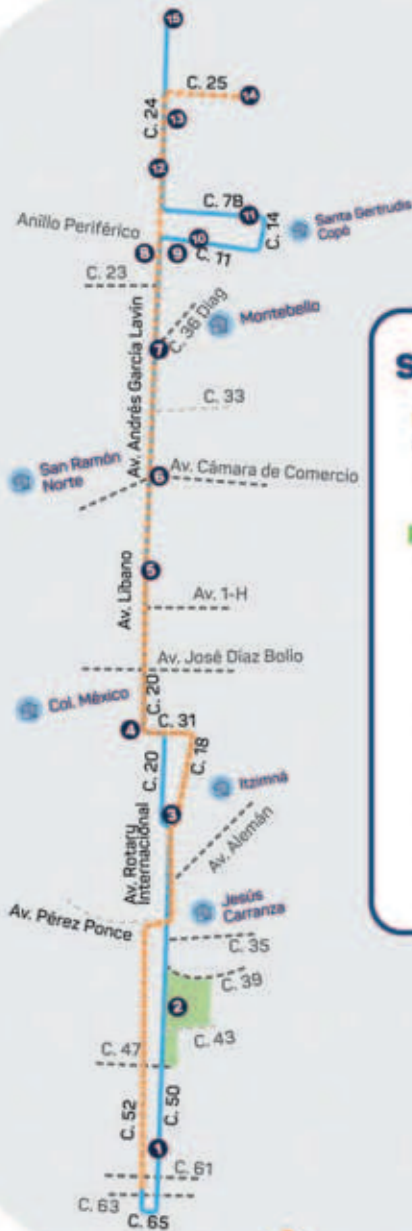 15
C. 25
14
C. 24
13
12
C. 7B
11
C. 14
Santa Gertrudis
Copó
Anillo Periférico
8
9
10
C. 11
C. 23
C. 36 Diag
Montebello
7
Av. Andrés García Lavín
C. 33
San Ramón
Norte
6
Av. Cámara de Comercio
5
Av. Líbano
Av. 1-H
Av. José Díaz Bolio
C. 20
Col. México
4
C. 31
C. 20
C. 18
Itzimná
3
Av. Rotary
Internacional
Av. Alemán
Jesús
Carranza
Av. Pérez Ponce
C. 35
C. 39
2
C. 43
C. 47
C. 52
C. 50
1
C. 61
C. 63
C. 65
S